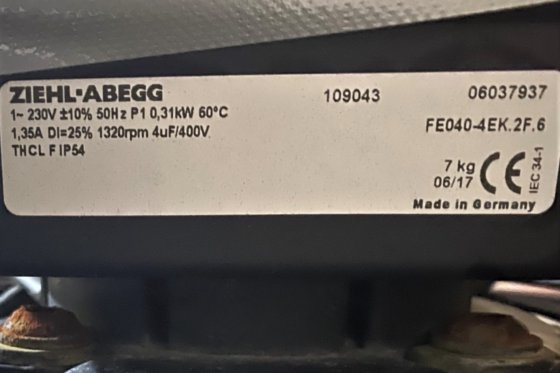 ZIEHL-ABEGG 109043 06037937
1~ 230V ±10% 50Hz P1 0,31kW 60°C
1,35A DI=25% 1320rpm 4uF/400V FE040-4EK.2F.6
THCL F IP54
7 kg
06/17 CE IEC 34-1
Made in Germany